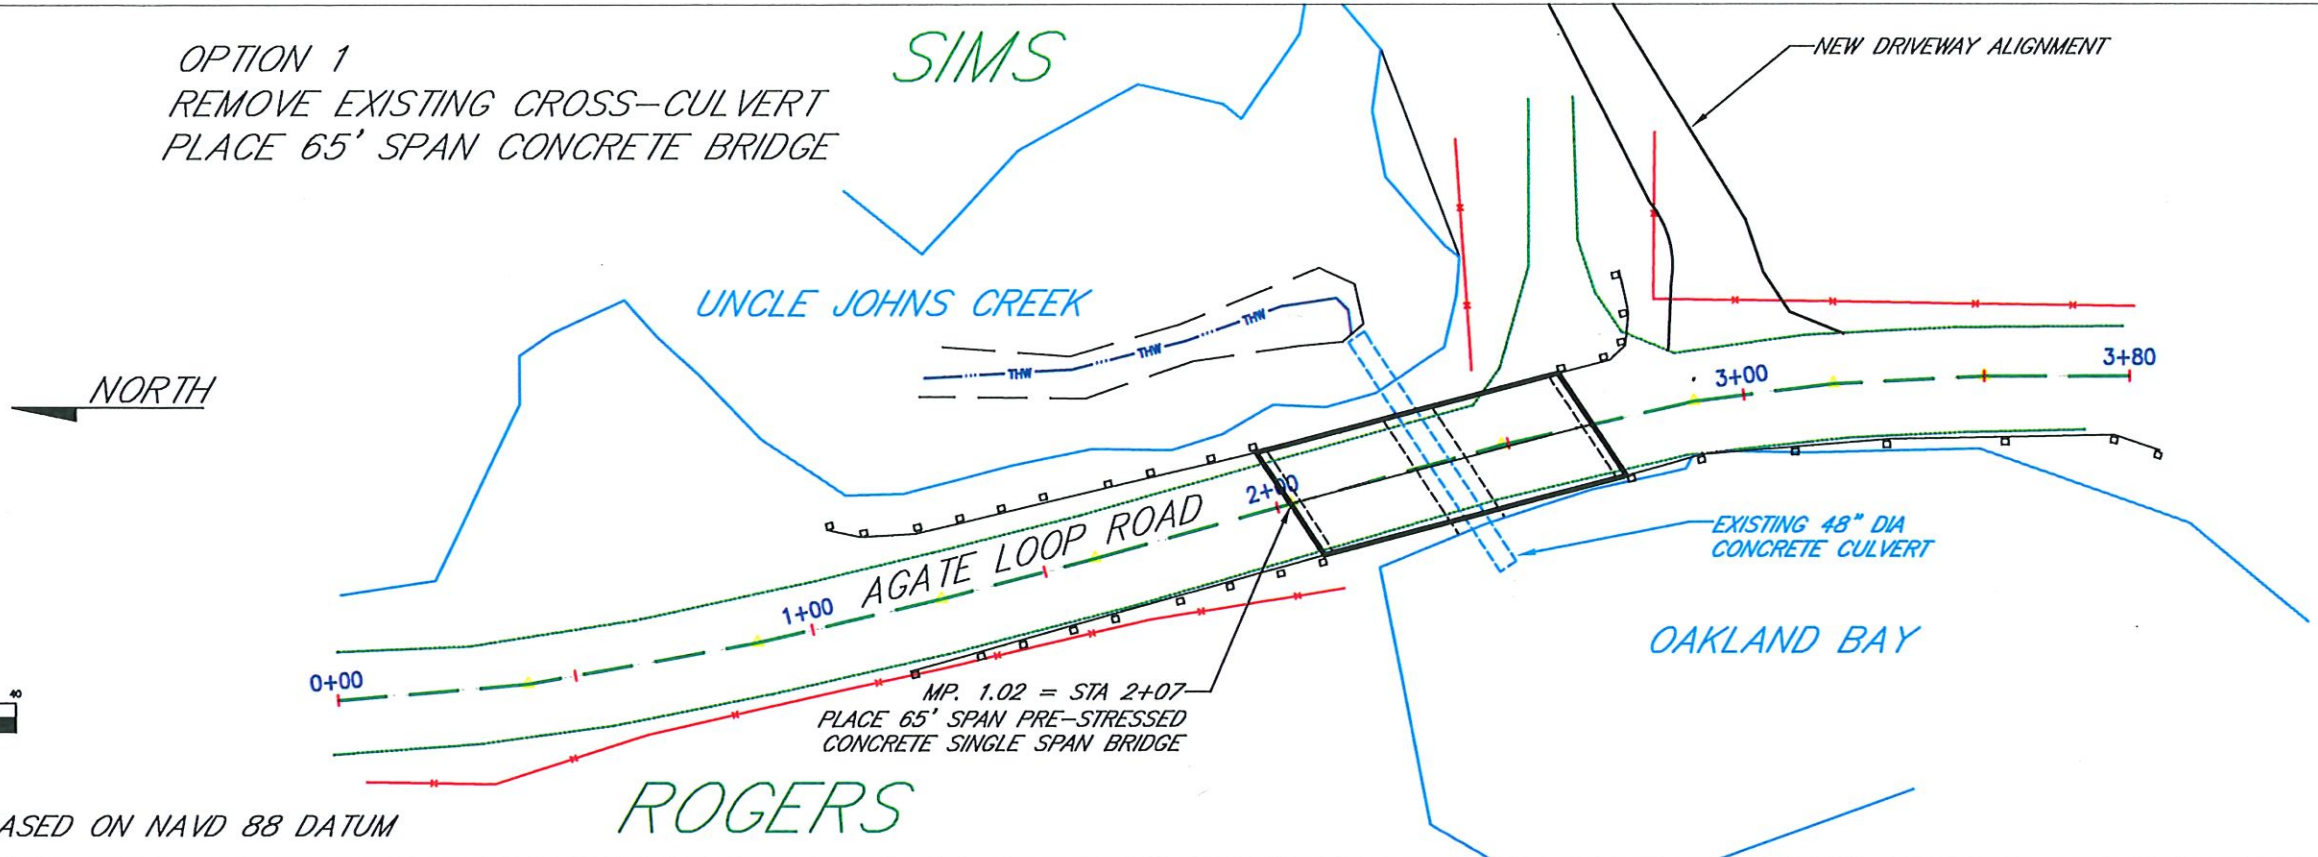 OPTION 1
REMOVE EXISTING CROSS-CULVERT
PLACE 65' SPAN CONCRETE BRIDGE
SIMS
NEW DRIVEWAY ALIGNMENT
UNCLE JOHNS CREEK
THW
THW
THW
NORTH
3+80
3+00
2+00
AGATE LOOP ROAD
1+00
0+00
EXISTING 48" DIA
CONCRETE CULVERT
OAKLAND BAY
MP. 1.02 = STA 2+07
PLACE 65' SPAN PRE-STRESSED
CONCRETE SINGLE SPAN BRIDGE
40
ROGERS
ASED ON NAVD 88 DATUM